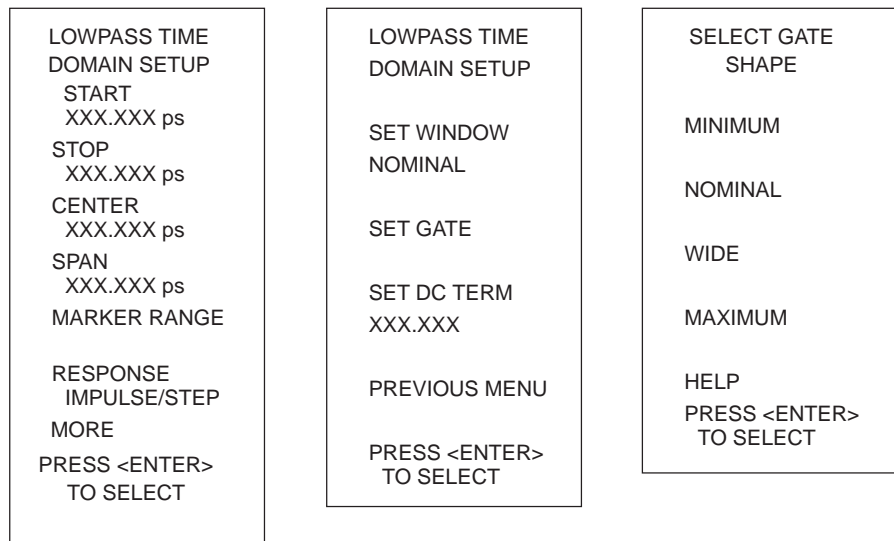 LOWPASS TIME
DOMAIN SETUP
START
XXX.XXX ps
STOP
XXX.XXX ps
CENTER
XXX.XXX ps
SPAN
XXX.XXX ps
MARKER RANGE
RESPONSE
IMPULSE/STEP
MORE
PRESS <ENTER>
TO SELECT
LOWPASS TIME
DOMAIN SETUP
SET WINDOW
NOMINAL
SET GATE
SET DC TERM
XXX.XXX
PREVIOUS MENU
PRESS <ENTER>
TO SELECT
SELECT GATE
SHAPE
MINIMUM
NOMINAL
WIDE
MAXIMUM
HELP
PRESS <ENTER>
TO SELECT